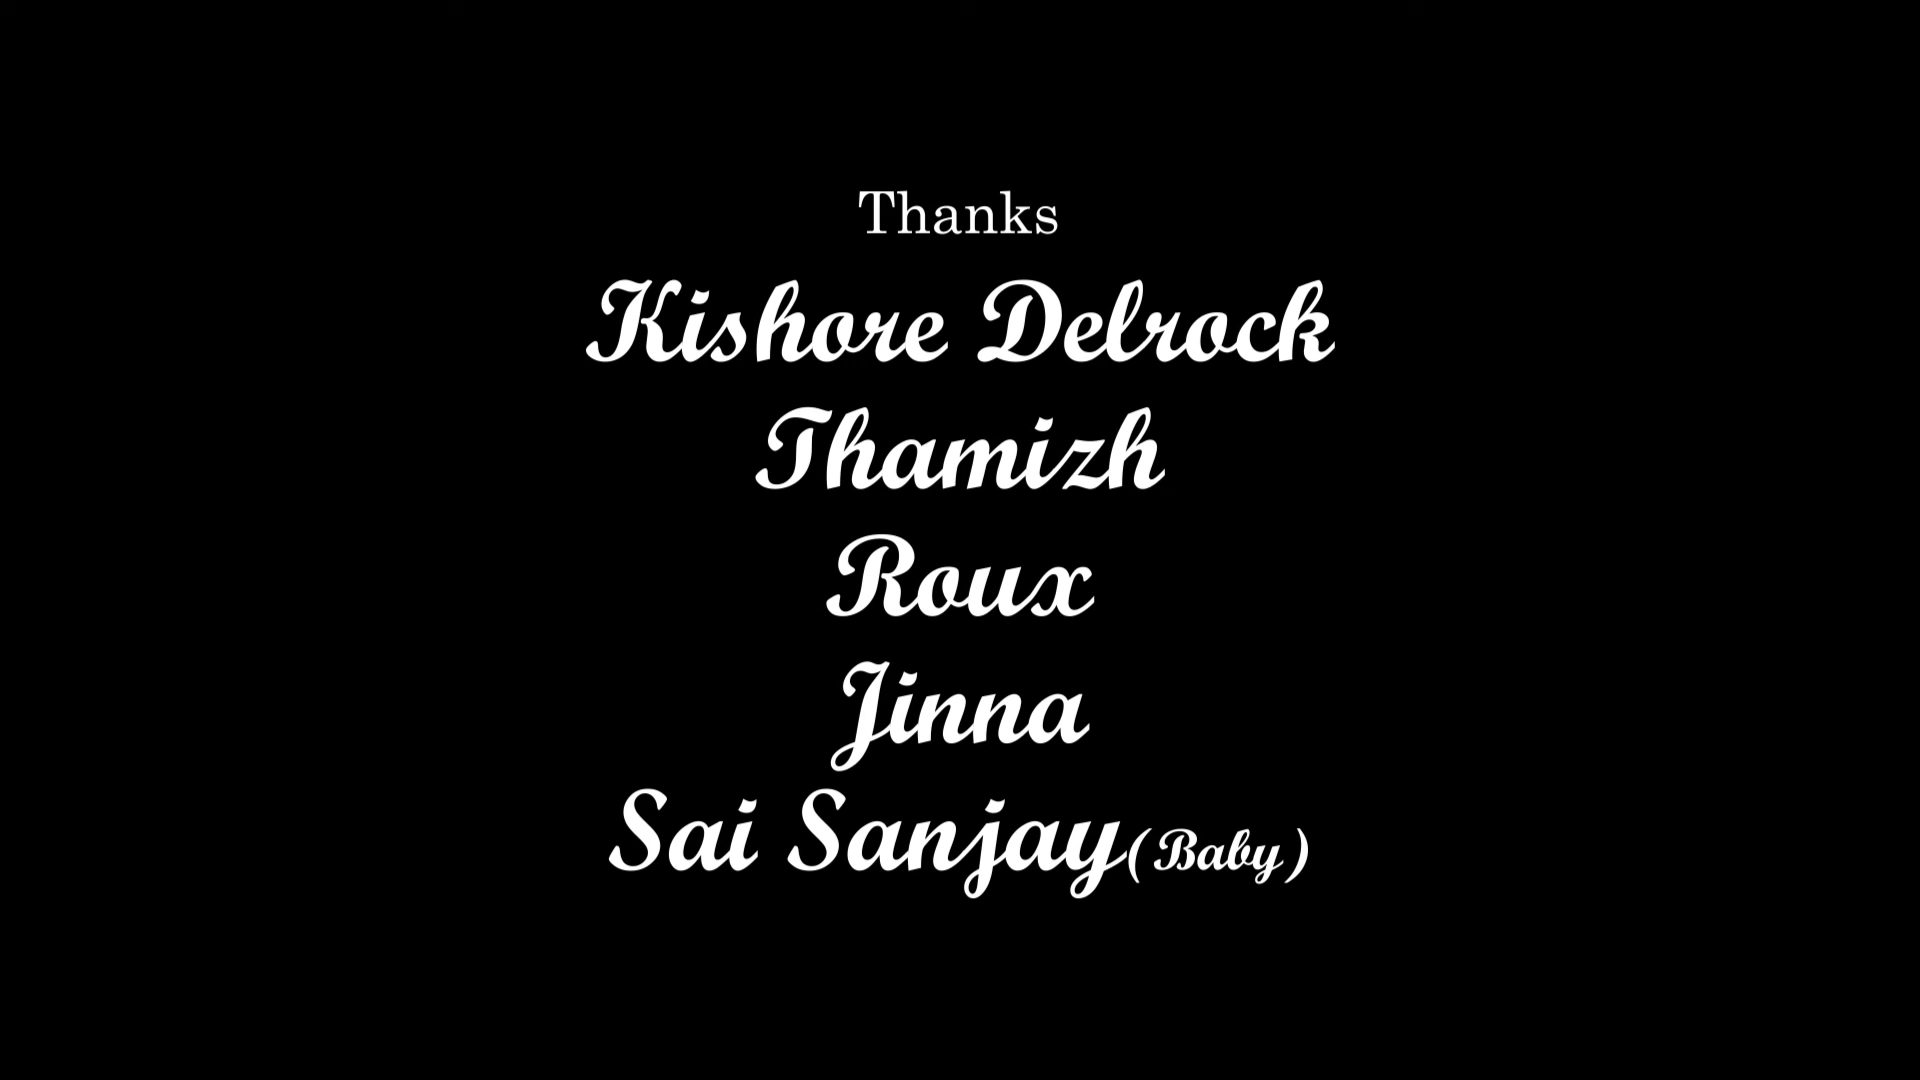 Thanks
Kishore Delrock
Thamizh
Roux
Jinna
Sai Sanjay(Baby)